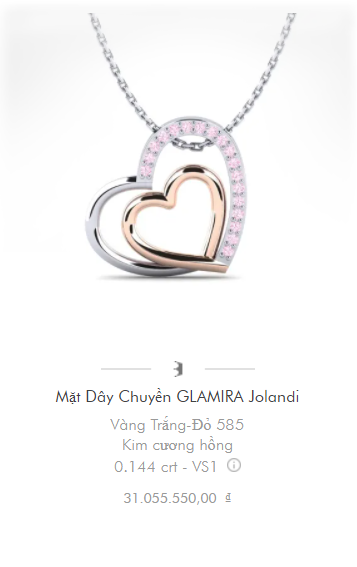 Mặt Dây Chuyền GLAMIRA Jolandi
Vàng Trắng-Đỏ 585
Kim cương hồng
0.144 crt - VS1
31.055.550,00 ₫